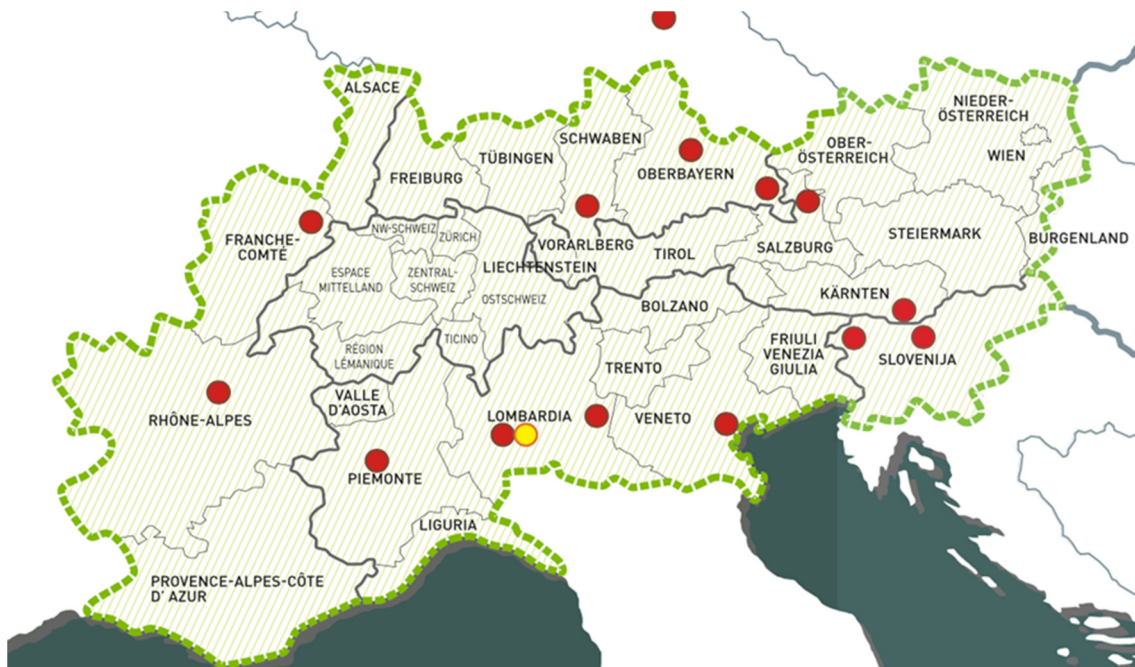 ALSACE
NIEDER-
ÖSTERREICH
SCHWABEN
OBER-
ÖSTERREICH
TÜBINGEN
WIEN
FREIBURG
OBERBAYERN
NW-SCHWEIZ
ZÜRICH
FRANCHE-
COMTÉ
VORARLBERG
TIROL
SALZBURG
STEIERMARK
BURGENLAND
LIECHTENSTEIN
ESPACE
MITTELLAND
ZENTRAL-
SCHWEIZ
OSTSCHWEIZ
KÄRNTEN
BOLZANO
TICINO
FRIULI
VENEZIA
GIULIA
SLOVENIJA
RÉGION
LÉMANIQUE
TRENTO
VALLE
D'AOSTA
RHÔNE-ALPES
LOMBARDIA
VENETO
PIEMONTE
LIGURIA
PROVENCE-ALPES-CÔTE
D' AZUR